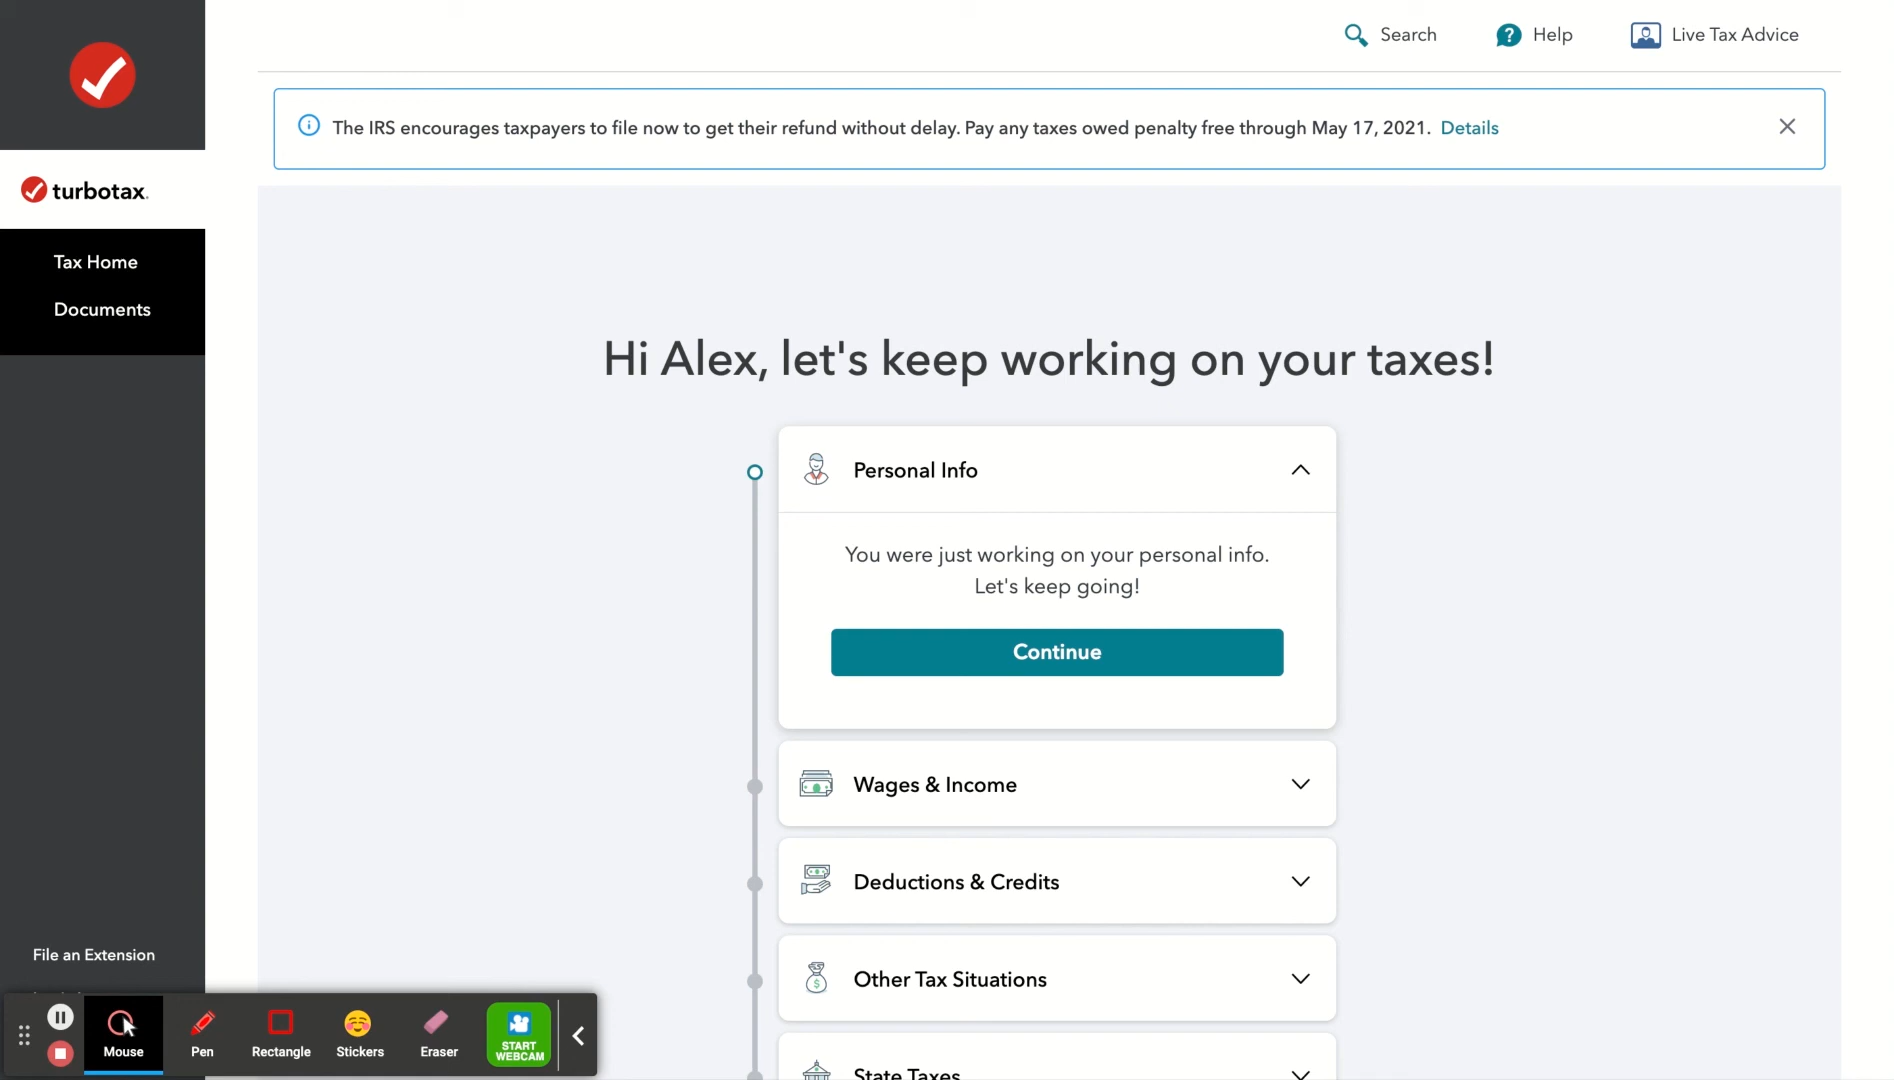 Search
Help
Live Tax Advice
The IRS encourages taxpayers to file now to get their refund without delay. Pay any taxes owed penalty free through May 17, 2021. Details
turbotax.
Tax Home
Documents
Hi Alex, let's keep working on your taxes!
Personal Info
You were just working on your personal info.
Let's keep going!
Continue
Wages & Income
Deductions & Credits
Other Tax Situations
State Taxes
File an Extension
Mouse
Pen
Rectangle
Stickers
Eraser
START
WEBCAM